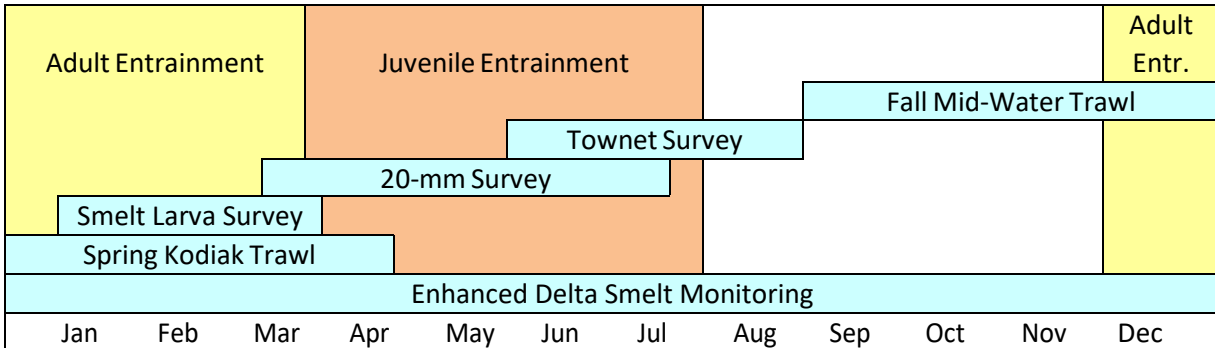 Adult Entrainment
Juvenile Entrainment
Adult
Entr.
Fall Mid-Water Trawl
Townet Survey
20-mm Survey
Smelt Larva Survey
Spring Kodiak Trawl
Enhanced Delta Smelt Monitoring
Jan Feb Mar Apr May Jun Jul Aug Sep Oct Nov Dec